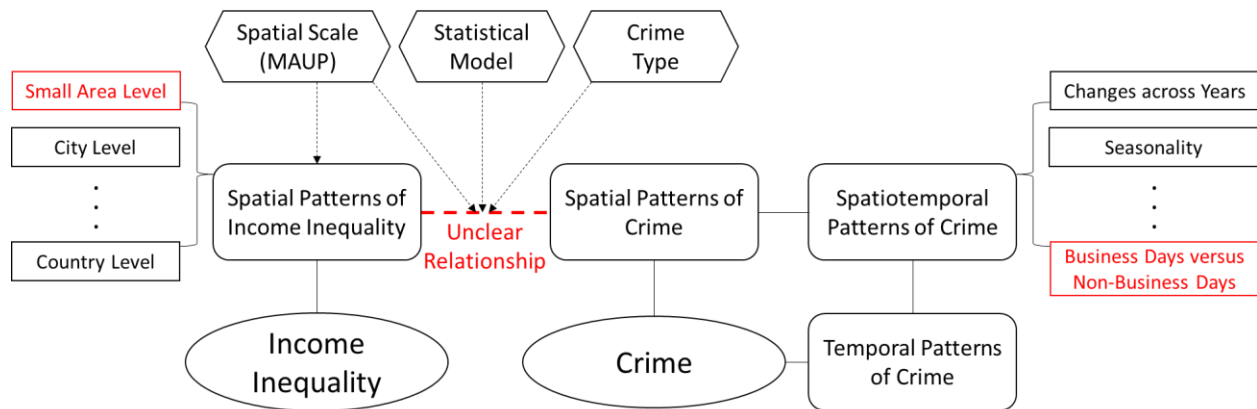 Spatial Scale
(MAUP)
Statistical
Model
Crime
Type
Small Area Level
City Level
Country Level
Spatial Patterns of
Income Inequality
Unclear
Relationship
Spatial Patterns of
Crime
Spatiotemporal
Patterns of Crime
Changes across Years
Seasonality
Business Days versus
Non-Business Days
Income
Inequality
Crime
Temporal Patterns
of Crime